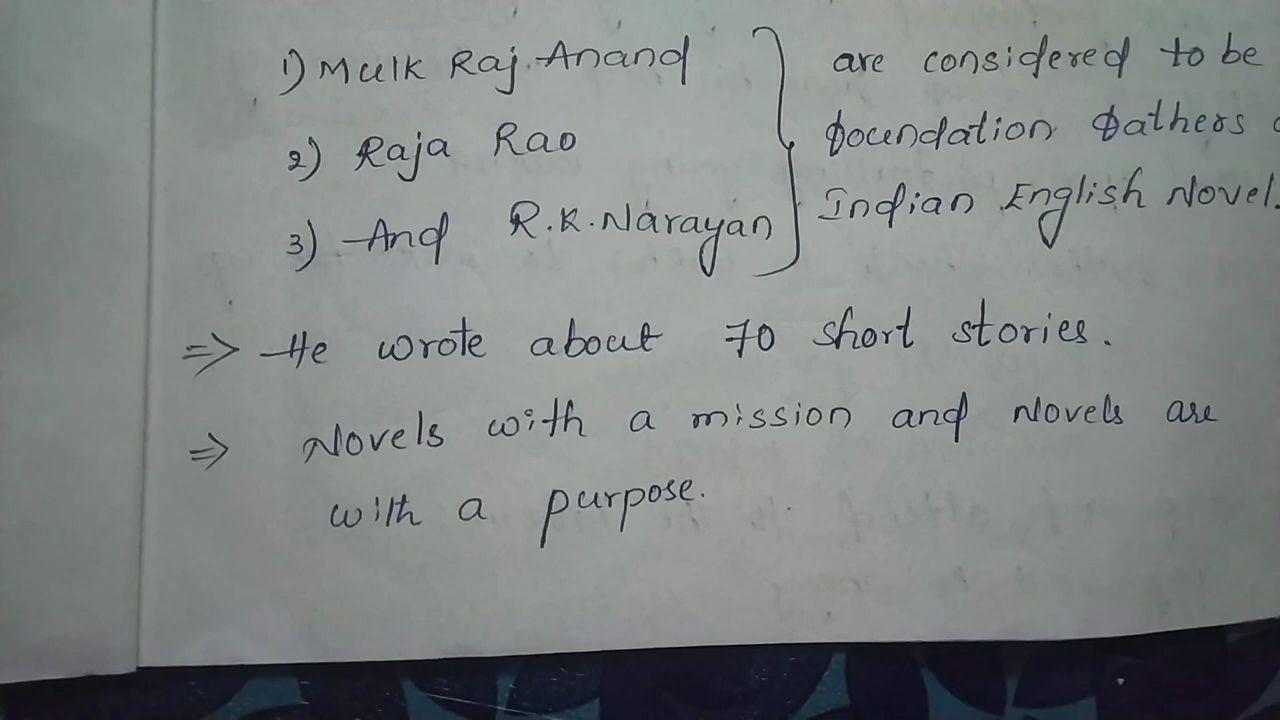 1) Mulk Raj Anand } are considered to be
2) Raja Rao foundation fathers
3) And R.K. Narayan Indian English Novel.
⇒ He wrote about 70 short stories.
⇒ Novels with a mission and Novels are
with a purpose.